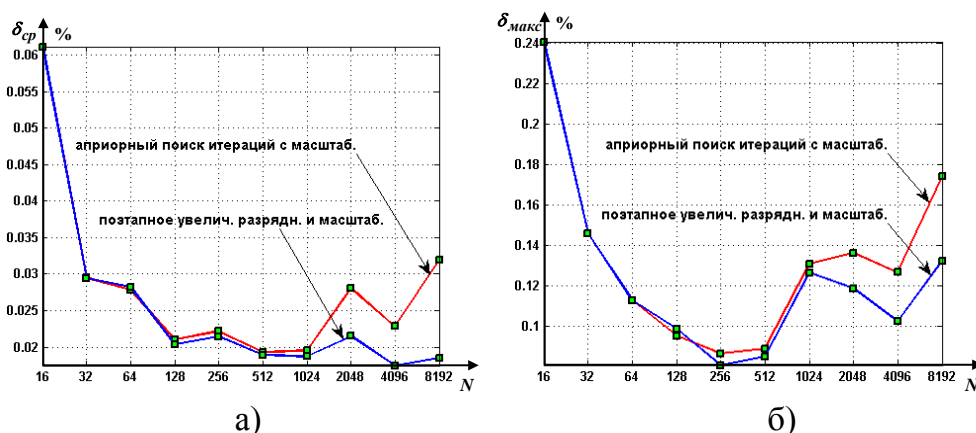 δср %
0.06
0.055
0.05
0.045
0.04
0.035
0.03
0.025
0.02
априорный поиск итераций с масштаб.
поэтапное увелич. разрядн. и масштаб.
16 32 64 128 256 512 1024 2048 4096 8192 N
а)
δмакс %
0.24
0.22
0.2
0.18
0.16
0.14
0.12
0.1
априорный поиск итераций с масштаб.
поэтапное увелич. разрядн. и масштаб.
16 32 64 128 256 512 1024 2048 4096 8192 N
б)